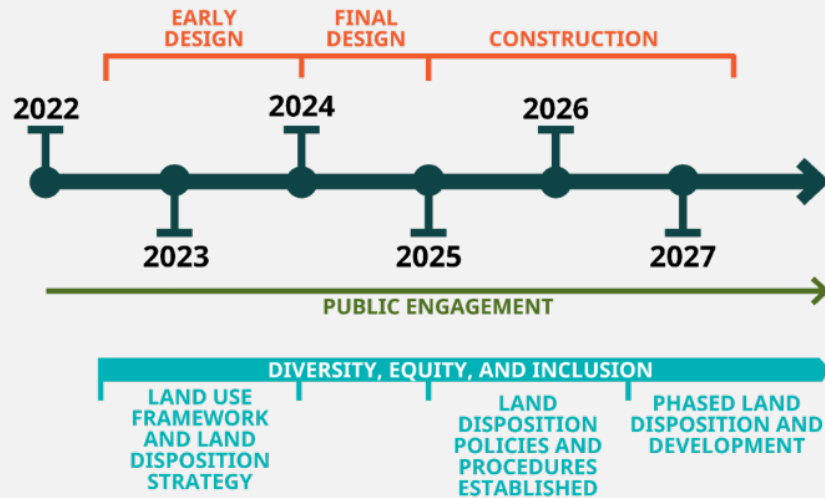 EARLY
DESIGN
FINAL
DESIGN
CONSTRUCTION
2022
2024
2026
2023
2025
2027
PUBLIC ENGAGEMENT
DIVERSITY, EQUITY, AND INCLUSION
LAND USE
FRAMEWORK
AND LAND
DISPOSITION
STRATEGY
LAND
DISPOSITION
POLICIES AND
PROCEDURES
ESTABLISHED
PHASED LAND
DISPOSITION AND
DEVELOPMENT